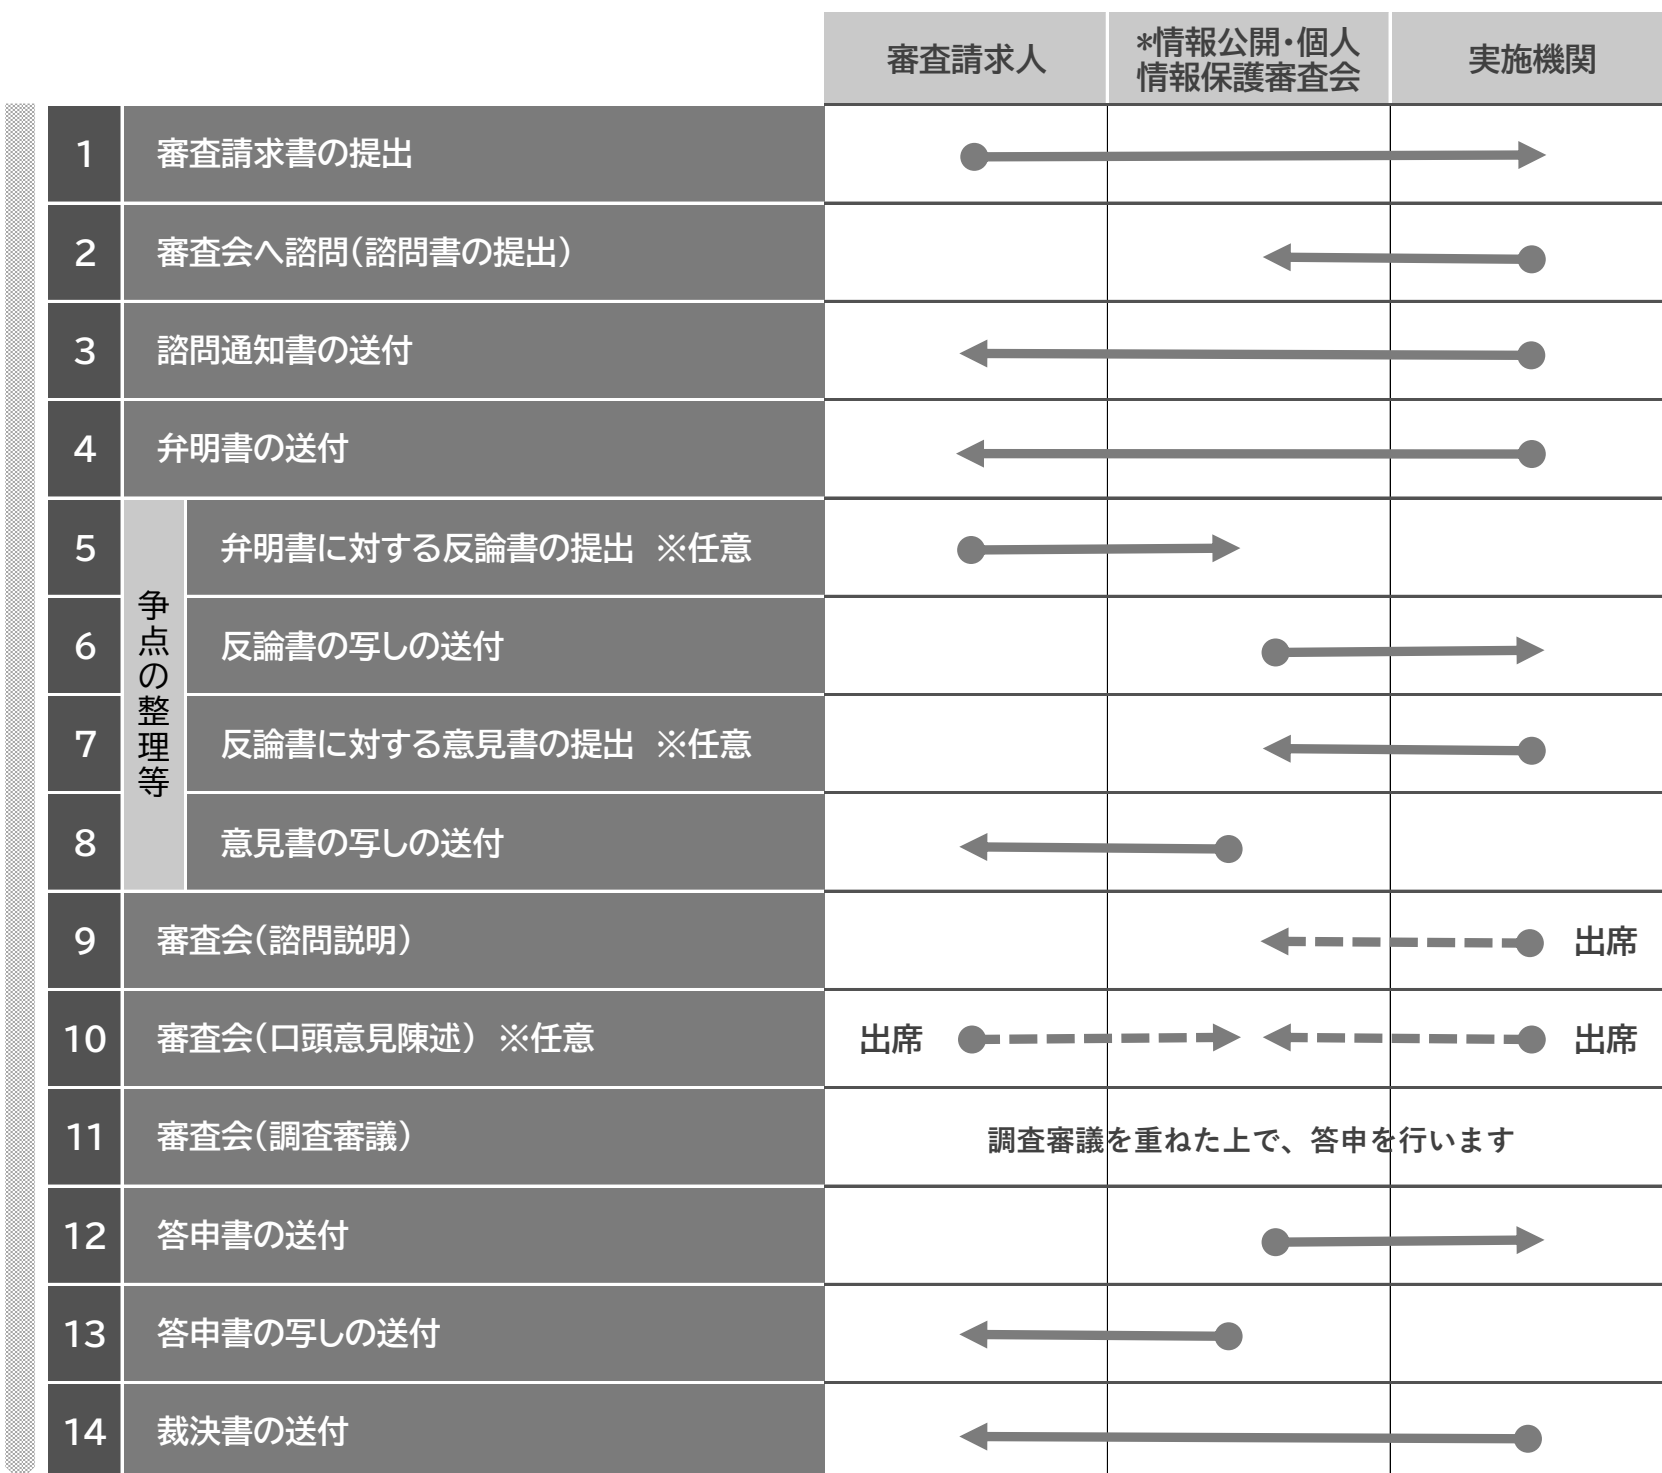 審査請求人
*情報公開・個人
情報保護審査会
実施機関
1 審査請求書の提出
2 審査会へ諮問(諮問書の提出)
3 諮問通知書の送付
4 弁明書の送付
争点の整理等
5 弁明書に対する反論書の提出 ※任意
6 反論書の写しの送付
7 反論書に対する意見書の提出 ※任意
8 意見書の写しの送付
9 審査会(諮問説明) 出席
10 審査会(口頭意見陳述) ※任意 出席 出席
11 審査会(調査審議) 調査審議を重ねた上で、答申を行います
12 答申書の送付
13 答申書の写しの送付
14 裁決書の送付